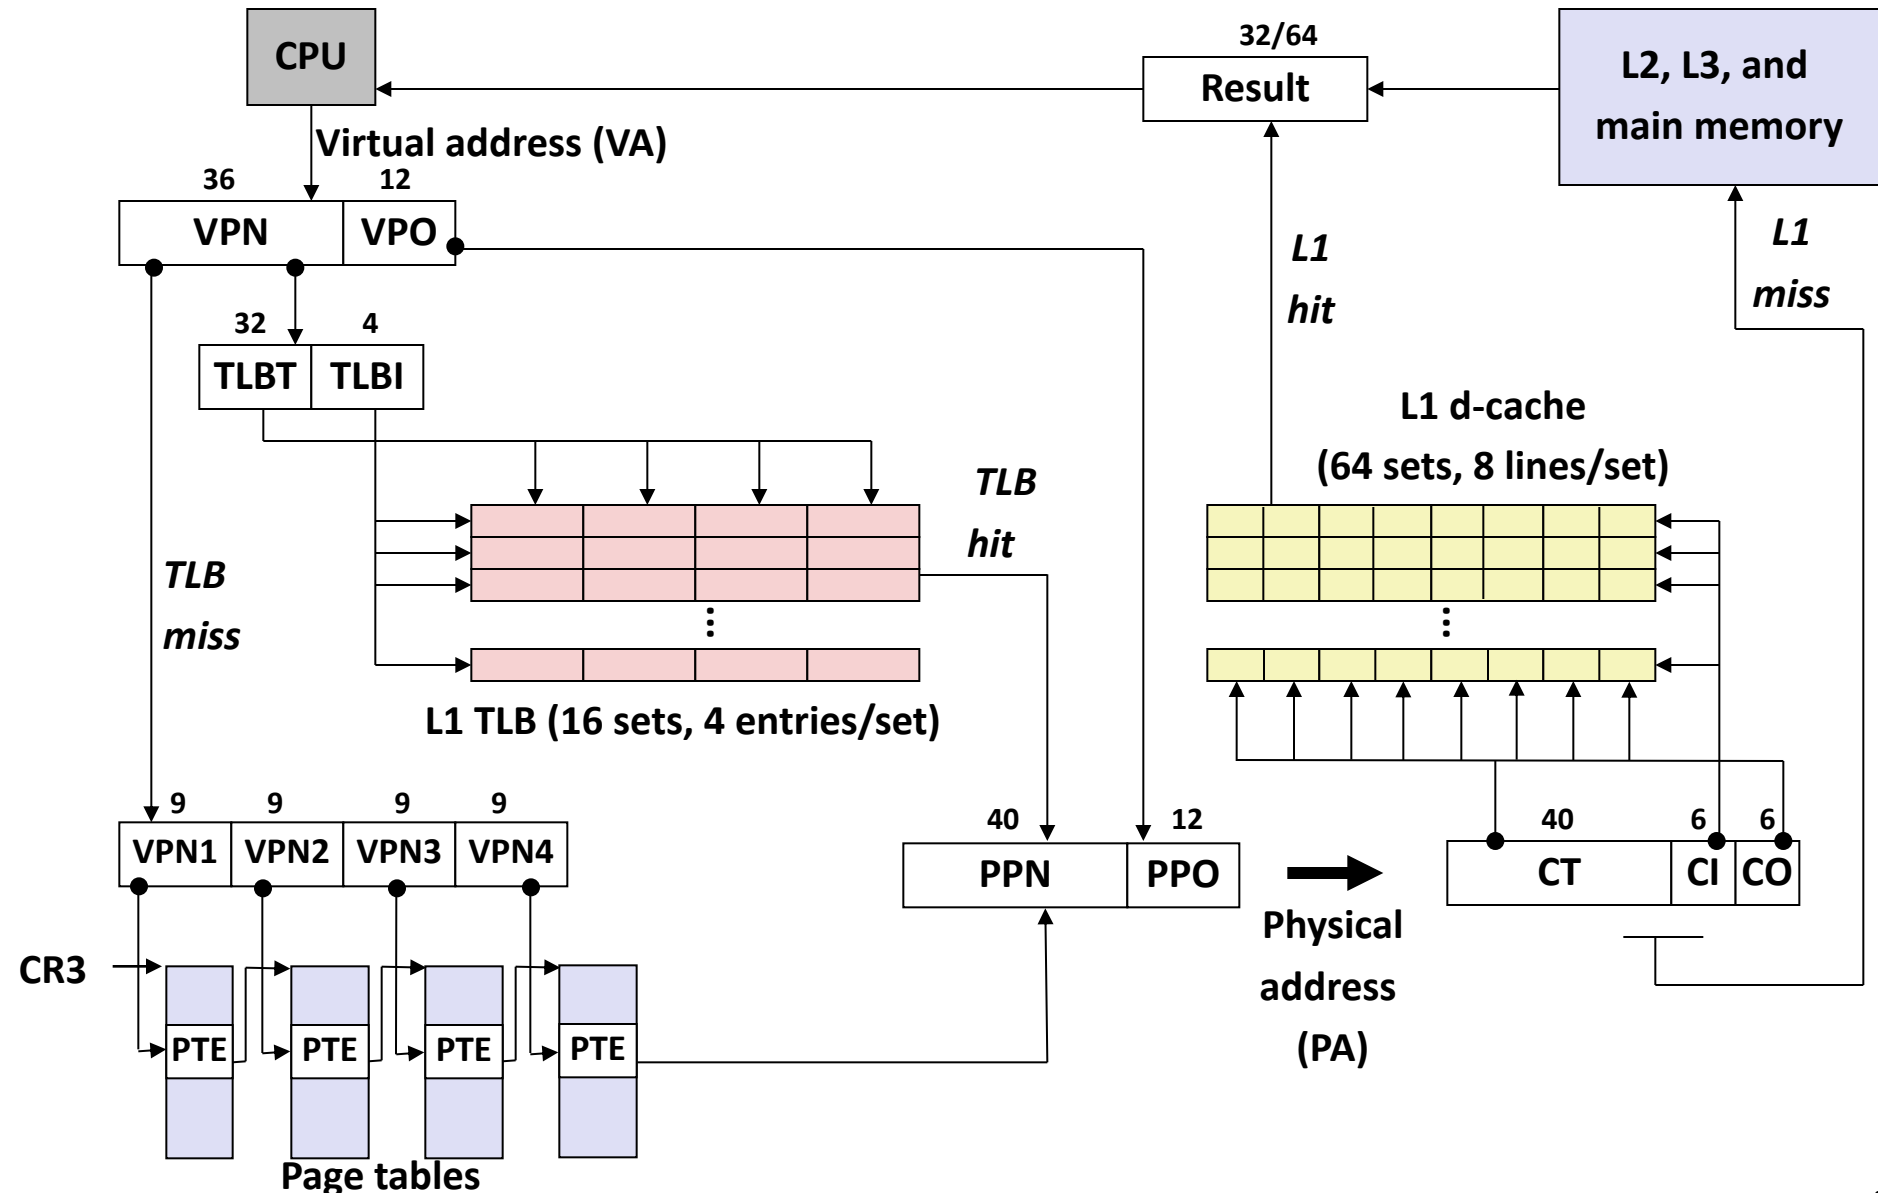 CPU
32/64
Result
L2, L3, and
main memory
Virtual address (VA)
36
12
VPN
VPO
L1
hit
L1
miss
32
4
TLBT
TLBI
L1 d-cache
(64 sets, 8 lines/set)
TLB
hit
TLB
miss
...
...
L1 TLB (16 sets, 4 entries/set)
9
9
9
9
VPN1
VPN2
VPN3
VPN4
40
12
PPN
PPO
40
6
6
CT
CI
CO
Physical
address
(PA)
CR3
PTE
PTE
PTE
PTE
Page tables